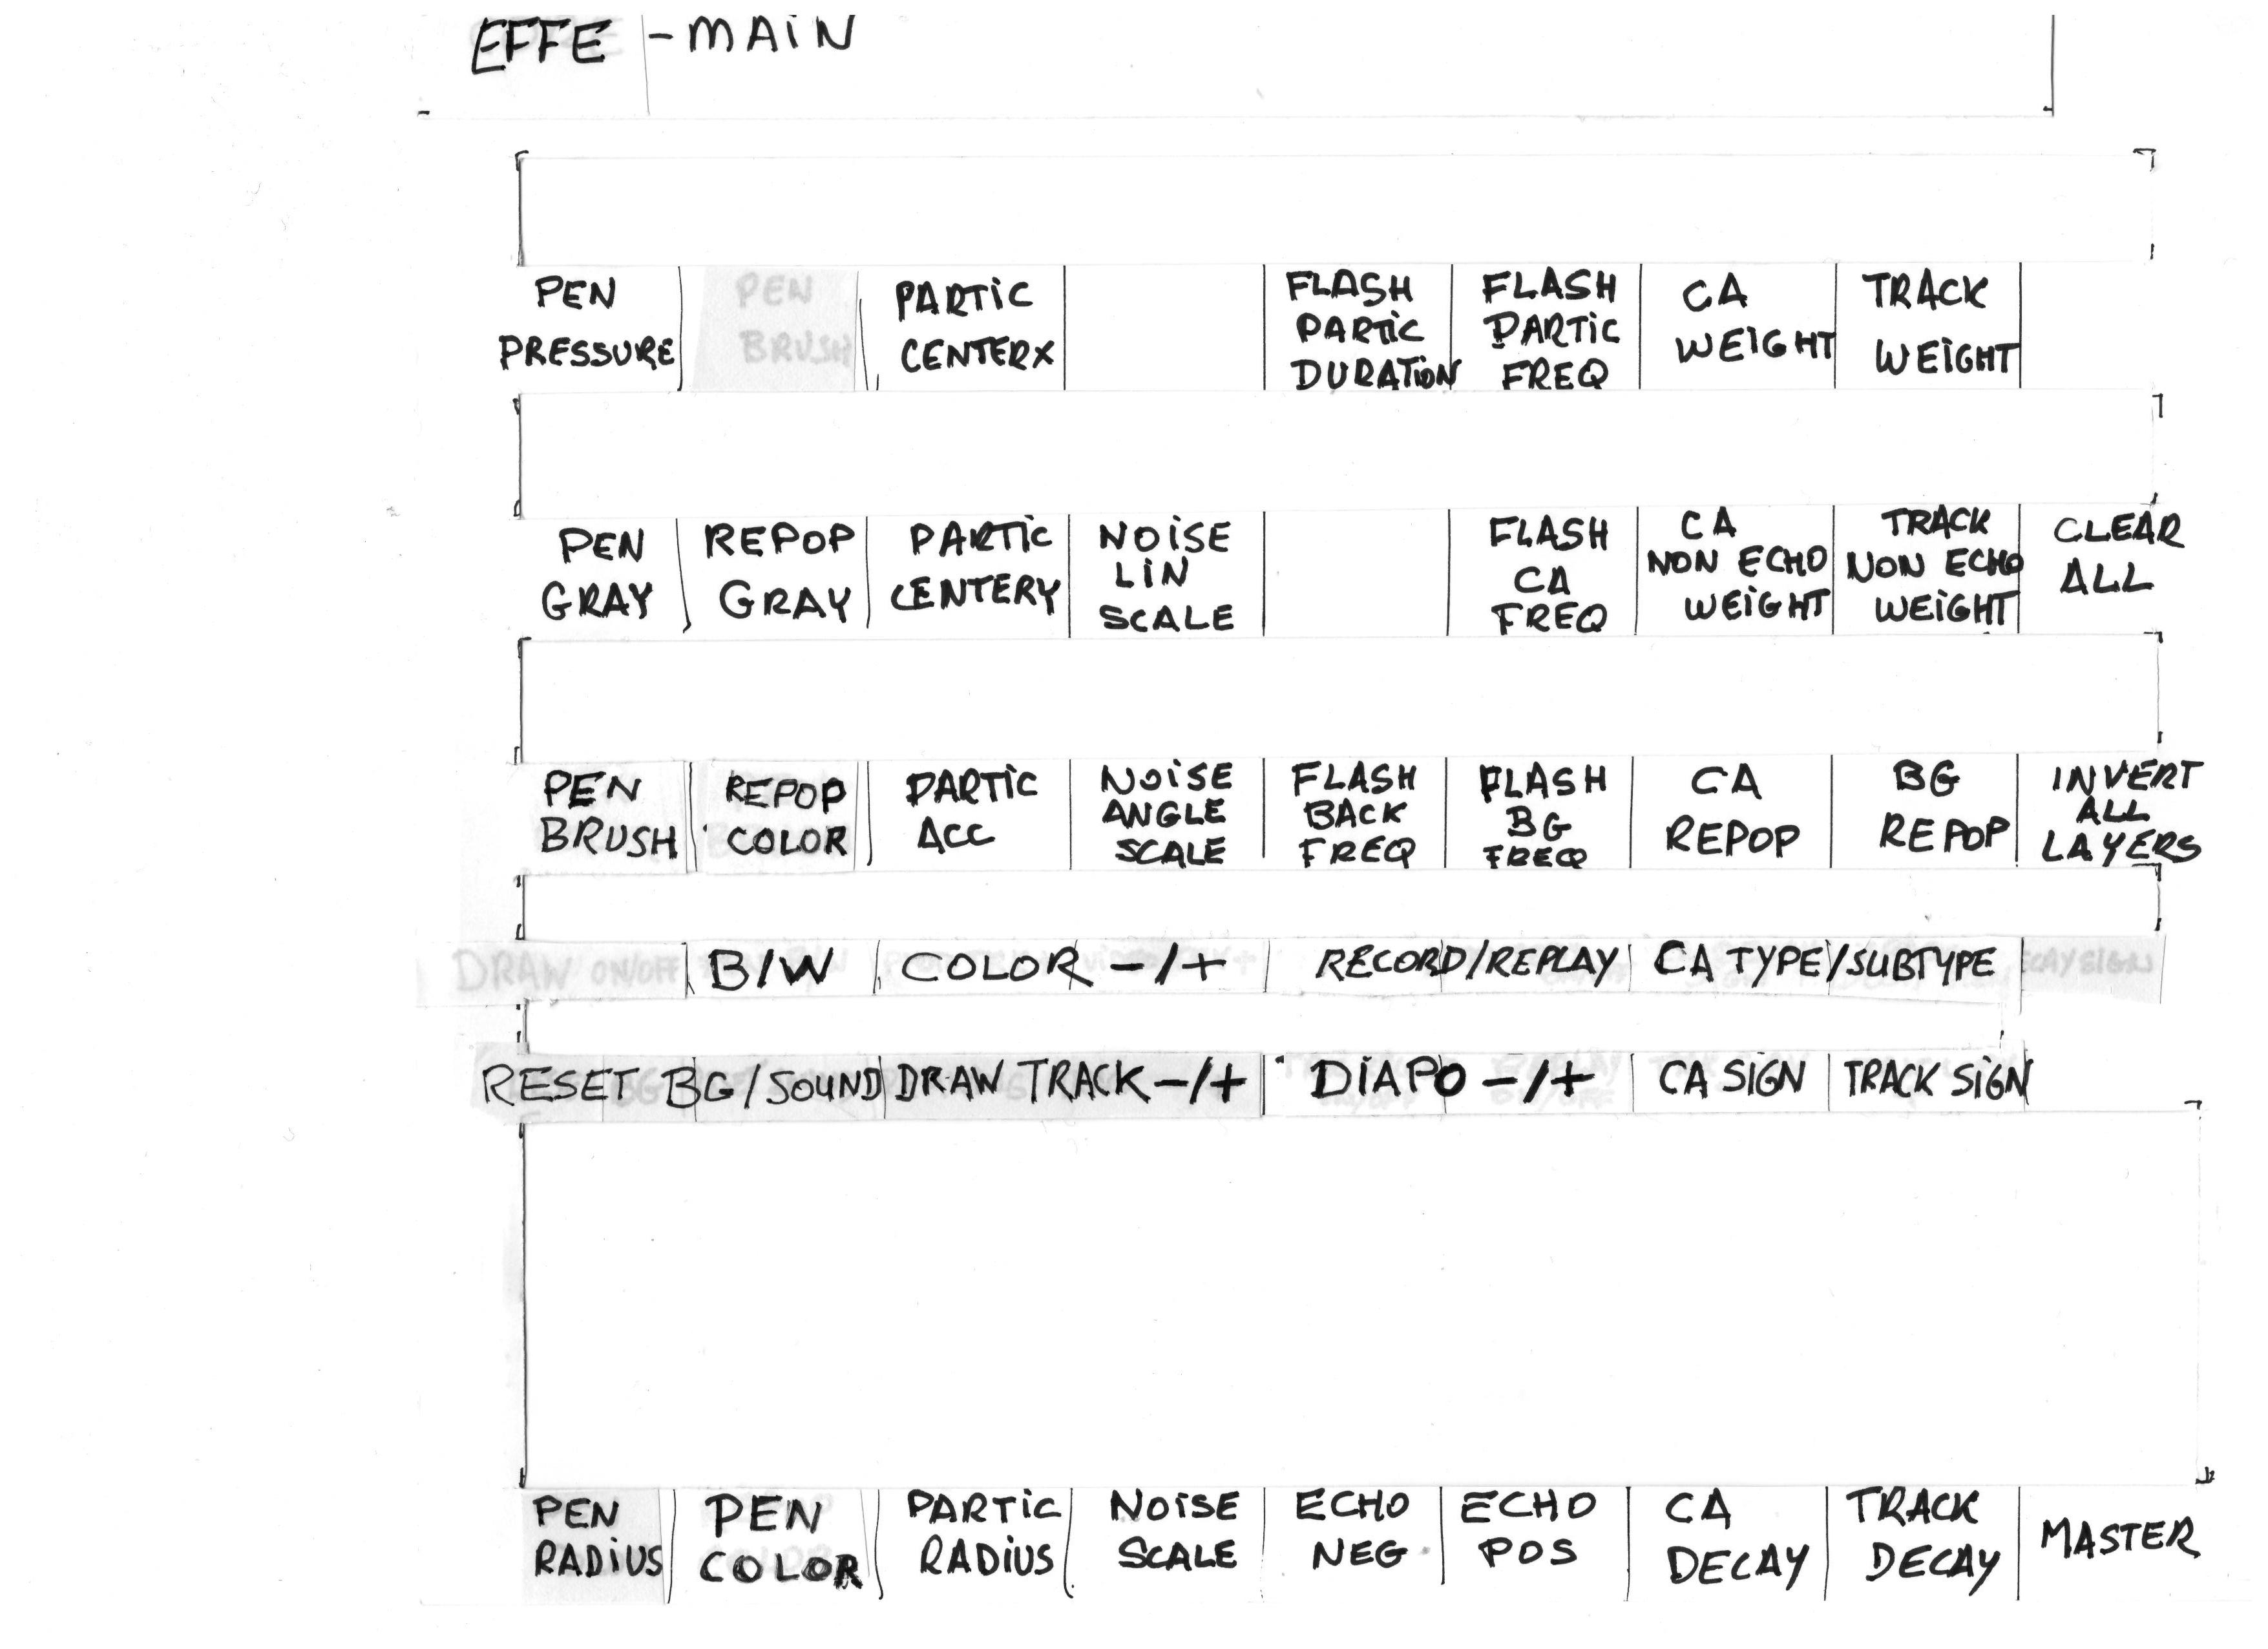 EFFE - MAiN
PEN PEN PARTiC FLASH FLASH CA TRACK
PRESSURE BRUSH CENTERX PARTiC PARTiC WEiGHT WEiGHT
DURATiON FREQ
PEN REPOP PARTiC NOiSE FLASH CA TRACK CLEAR
GRAY GRAY CENTERY LiN CA NON ECHO NON ECHO ALL
SCALE FREQ WEiGHT WEiGHT
PEN REPOP PARTiC NOiSE FLASH FLASH CA BG INVERT
BRUSH COLOR ACC ANGLE BACK BG REPOP REPOP ALL
SCALE FREQ FREQ LAYERS
DRAW ON/OFF B/W COLOR -/+ RECORD/REPLAY CA TYPE/SUBTYPE
RESET BG/SOUND DRAW TRACK -/+ DiAPO -/+ CA SiGN TRACK SiGN
PEN PEN PARTiC NOiSE ECHO ECHO CA TRACK MASTER
RADiUS COLOR RADiUS SCALE NEG POS DECAY DECAY